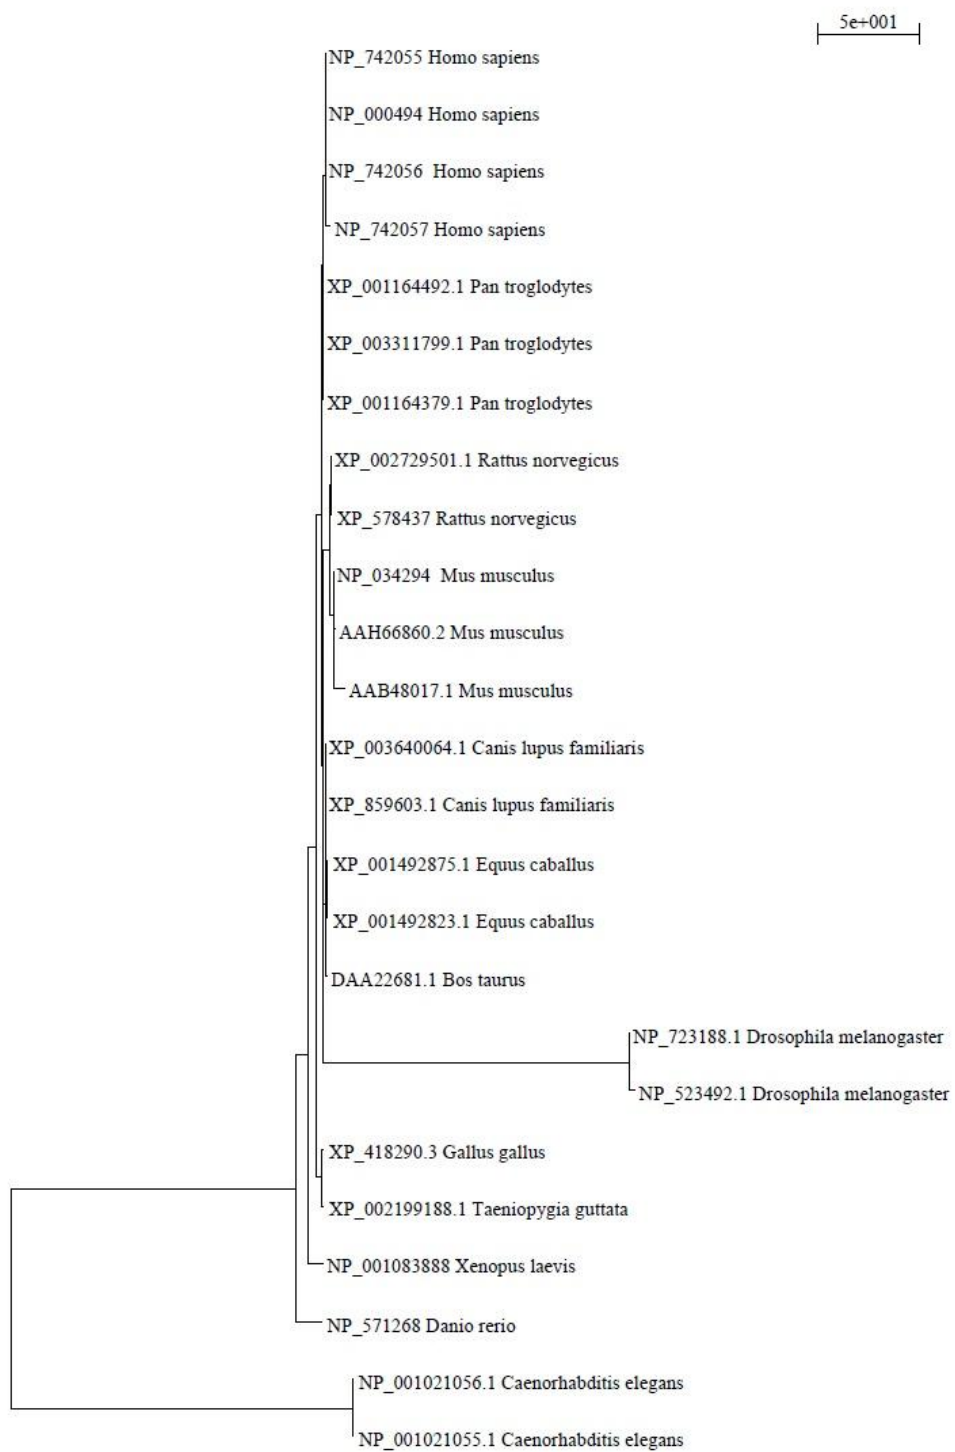 5e+001
NP_742055 Homo sapiens
NP_000494 Homo sapiens
NP_742056 Homo sapiens
NP_742057 Homo sapiens
XP_001164492.1 Pan troglodytes
XP_003311799.1 Pan troglodytes
XP_001164379.1 Pan troglodytes
XP_002729501.1 Rattus norvegicus
XP_578437 Rattus norvegicus
NP_034294 Mus musculus
AAH66860.2 Mus musculus
AAB48017.1 Mus musculus
XP_003640064.1 Canis lupus familiaris
XP_859603.1 Canis lupus familiaris
XP_001492875.1 Equus caballus
XP_001492823.1 Equus caballus
DAA22681.1 Bos taurus
NP_723188.1 Drosophila melanogaster
NP_523492.1 Drosophila melanogaster
XP_418290.3 Gallus gallus
XP_002199188.1 Taeniopygia guttata
NP_001083888 Xenopus laevis
NP_571268 Danio rerio
NP_001021056.1 Caenorhabditis elegans
NP_001021055.1 Caenorhabditis elegans